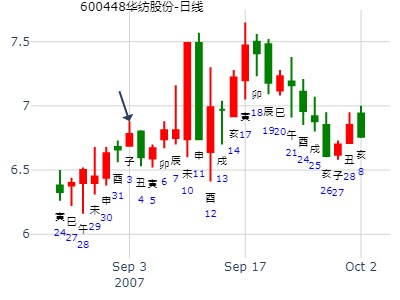 600448华纺股份-日线
7.5
7
6.5
6
寅
24
巳
27
午
28
未
29
申
30
酉
31
子
3
丑
4
寅
5
卯
6
辰
7
未
10
申
11
酉
12
戌
13
亥
14
寅
17
卯
18
辰
19
巳
20
午
21
酉
24
戌
25
亥
26
子
27
丑
28
亥
8
Sep 3
2007
Sep 17
Oct 2